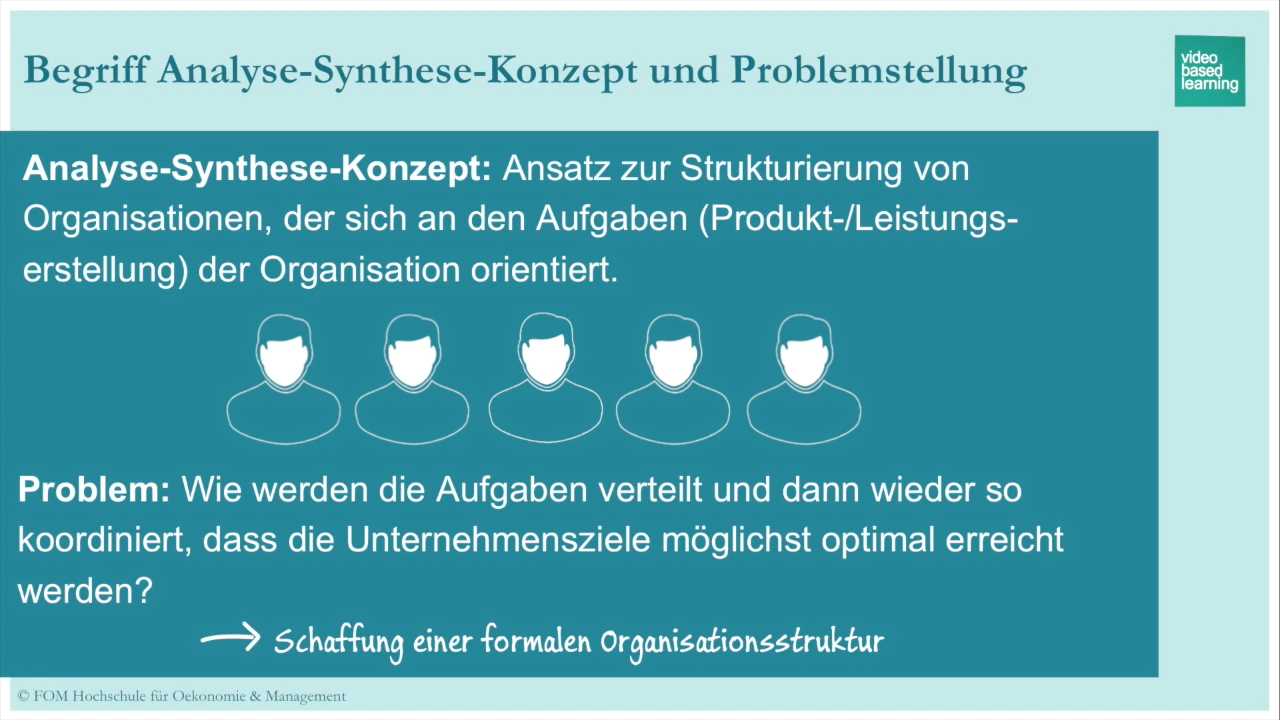 Begriff Analyse-Synthese-Konzept und Problemstellung
video
based
learning
Analyse-Synthese-Konzept: Ansatz zur Strukturierung von
Organisationen, der sich an den Aufgaben (Produkt-/Leistungs-
erstellung) der Organisation orientiert.
Problem: Wie werden die Aufgaben verteilt und dann wieder so
koordiniert, dass die Unternehmensziele möglichst optimal erreicht
werden?
→ Schaffung einer formalen Organisationsstruktur
© FOM Hochschule für Oekonomie & Management